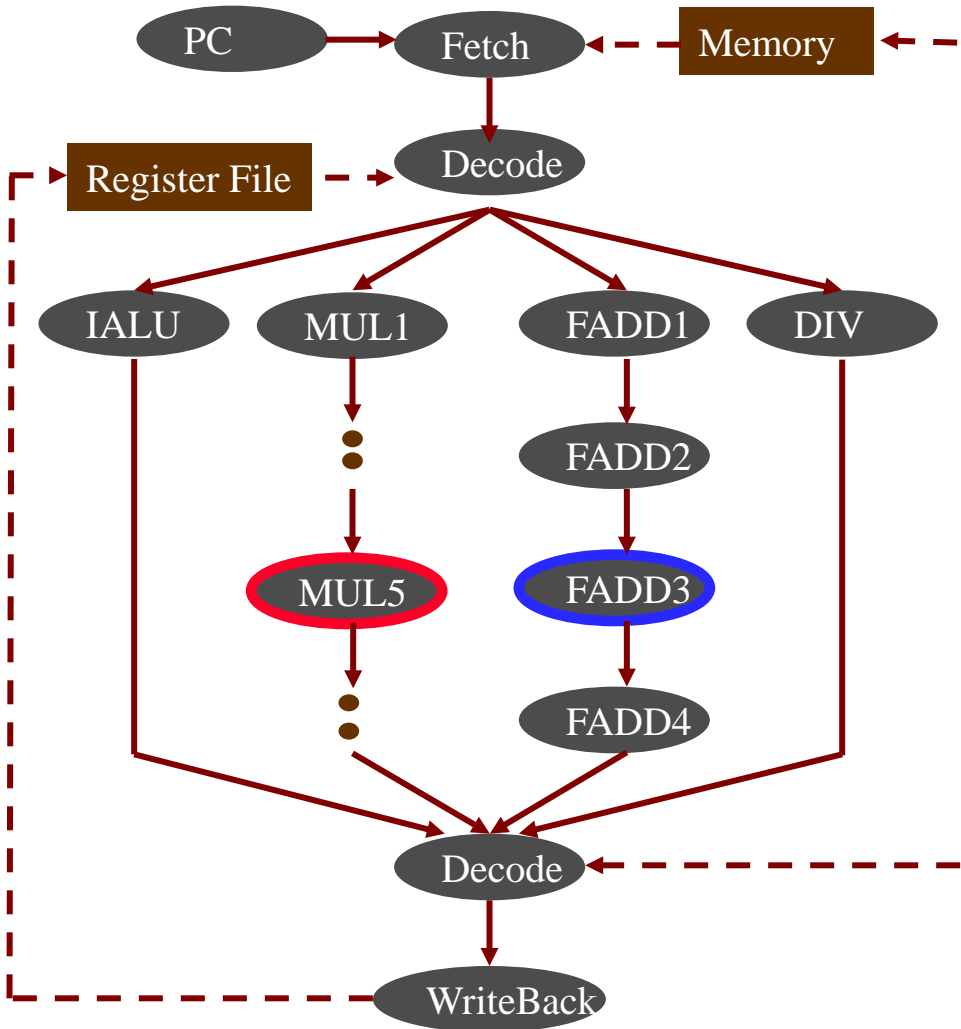 PC
Fetch
Memory
Decode
Register File
IALU
MUL1
FADD1
DIV
FADD2
MUL5
FADD3
FADD4
Decode
WriteBack